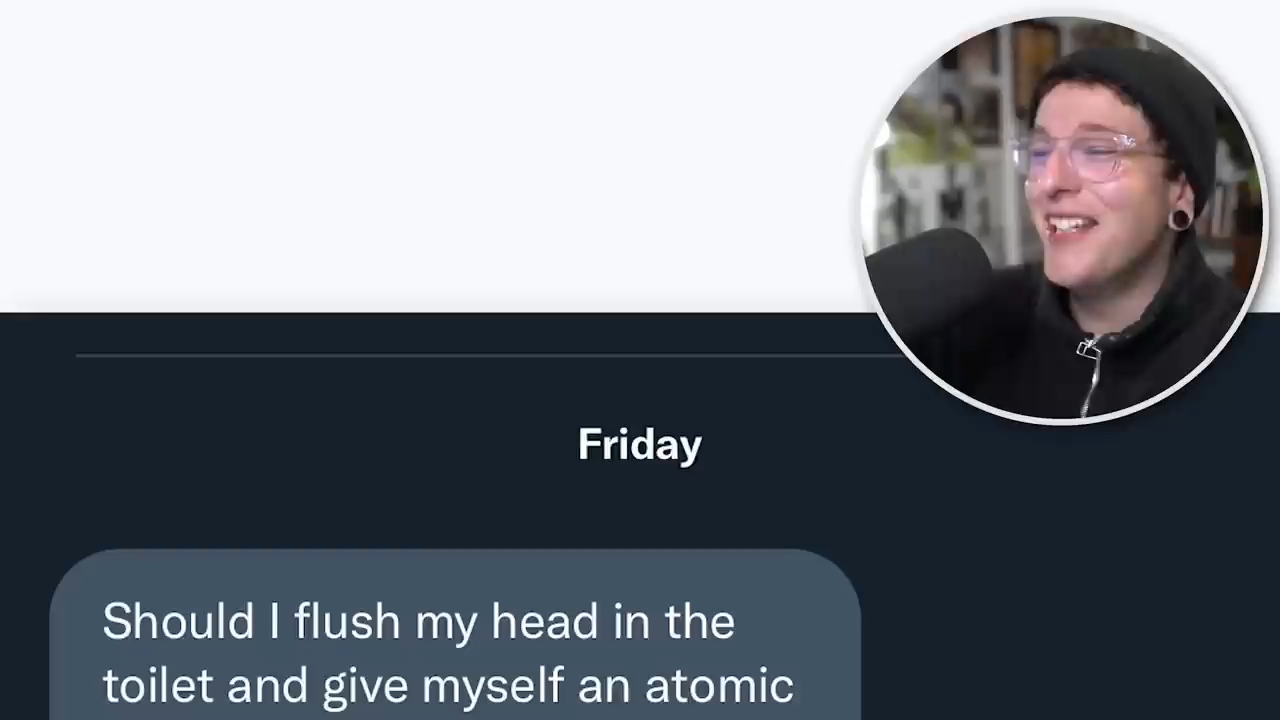 Friday
Should I flush my head in the
toilet and give myself an atomic